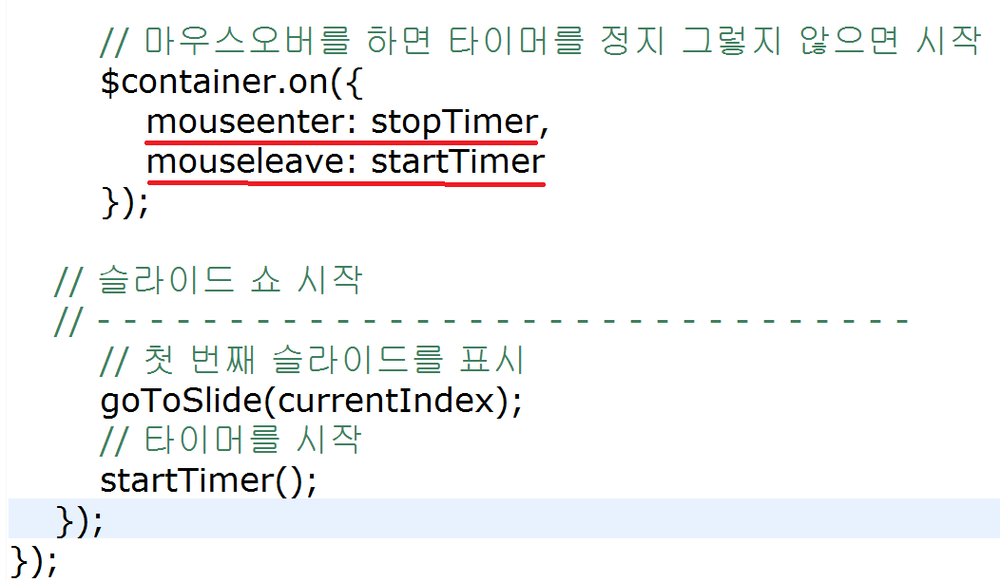 // 마우스오버를 하면 타이머를 정지 그렇지 않으면 시작
$container.on({
mouseenter: stopTimer,
mouseleave: startTimer
});
// 슬라이드 쇼 시작
// - - - - - - - - - - - - - - - - - - - - - - - - - - - - - - -
// 첫 번째 슬라이드를 표시
goToSlide(currentIndex);
// 타이머를 시작
startTimer();
});
});